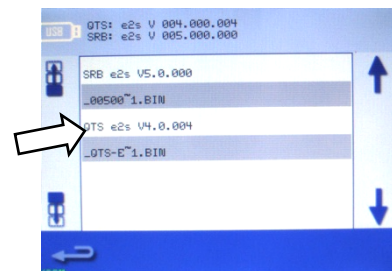 USB
QTS: e2s V 004.000.004
SRB: e2s V 005.000.000
SRB e2s V5.0.000
_00500~1.BIN
QTS e2s V4.0.004
_QTS-E~1.BIN